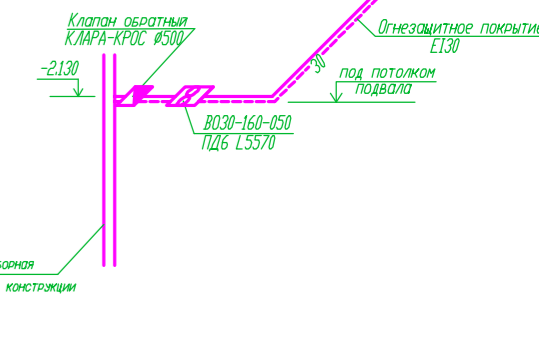 Клапан обратный
КЛАРА-КРОС Ø500
Огнезащитное покрытие
EI30
-2.130
30
под потолком
подвала
ВО30-160-050
ПД6 L5570
конструкции